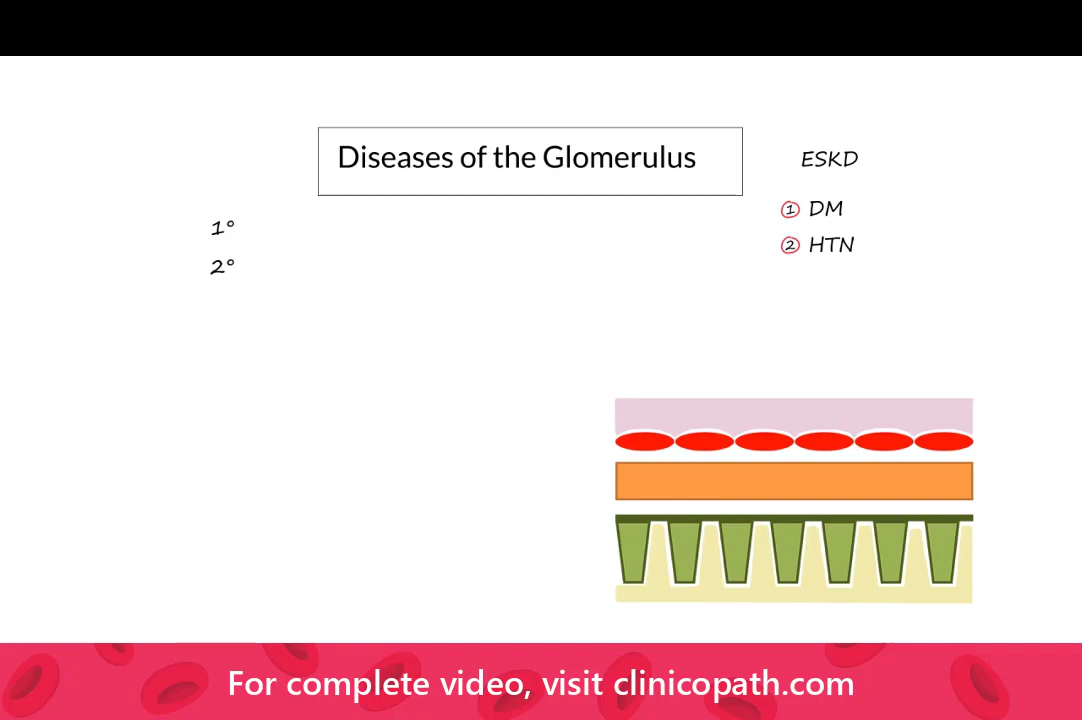 Diseases of the Glomerulus
ESKD
1 DM
2 HTN
1°
2°
For complete video, visit clinicopath.com